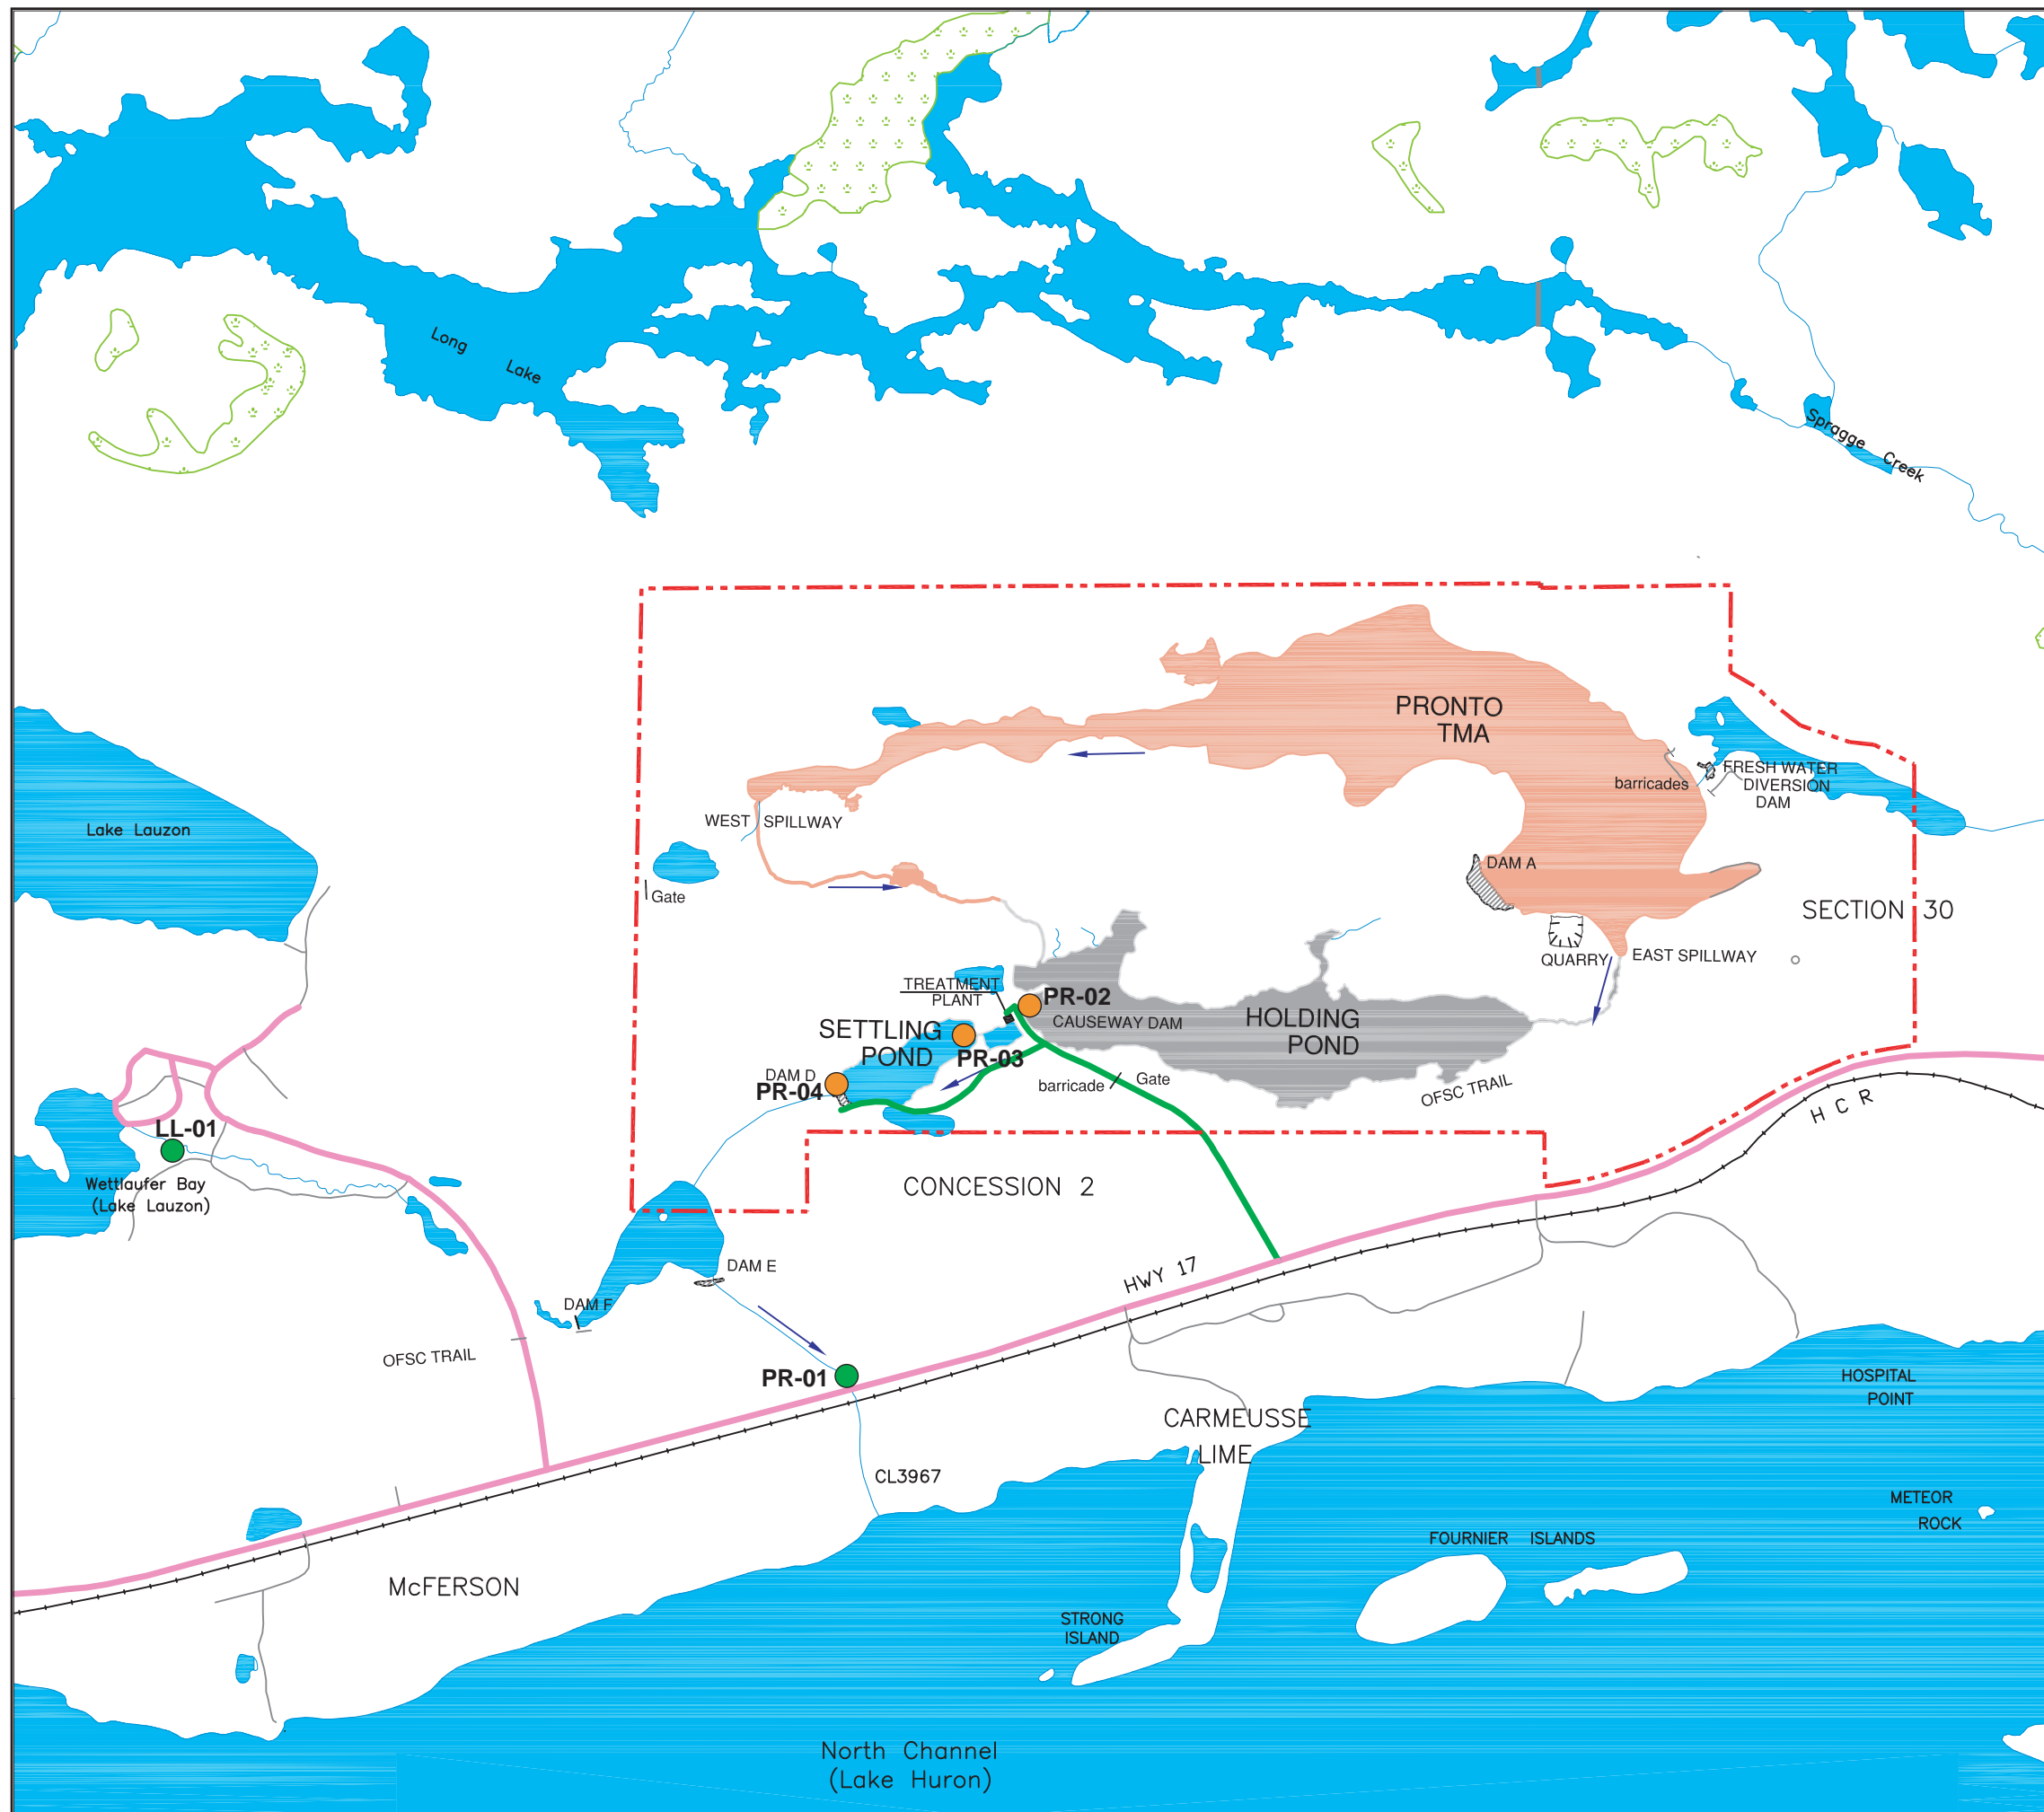 Long
Lake
Spragge
Creek
PRONTO
TMA
FRESH WATER
DIVERSION
DAM
barricades
WEST SPILLWAY
Lake Lauzon
DAM A
Gate
SECTION 30
QUARRY
EAST SPILLWAY
TREATMENT
PLANT
PR-02
CAUSEWAY DAM
HOLDING
POND
SETTLING
POND
PR-03
DAM D
PR-04
barricade
Gate
OFSC TRAIL
H C R
LL-01
Wettlaufer Bay
(Lake Lauzon)
CONCESSION 2
DAM E
HWY 17
DAM F
OFSC TRAIL
PR-01
HOSPITAL
POINT
CARMEUSSE
LIME
CL3967
METEOR
ROCK
FOURNIER ISLANDS
McFERSON
STRONG
ISLAND
North Channel
(Lake Huron)